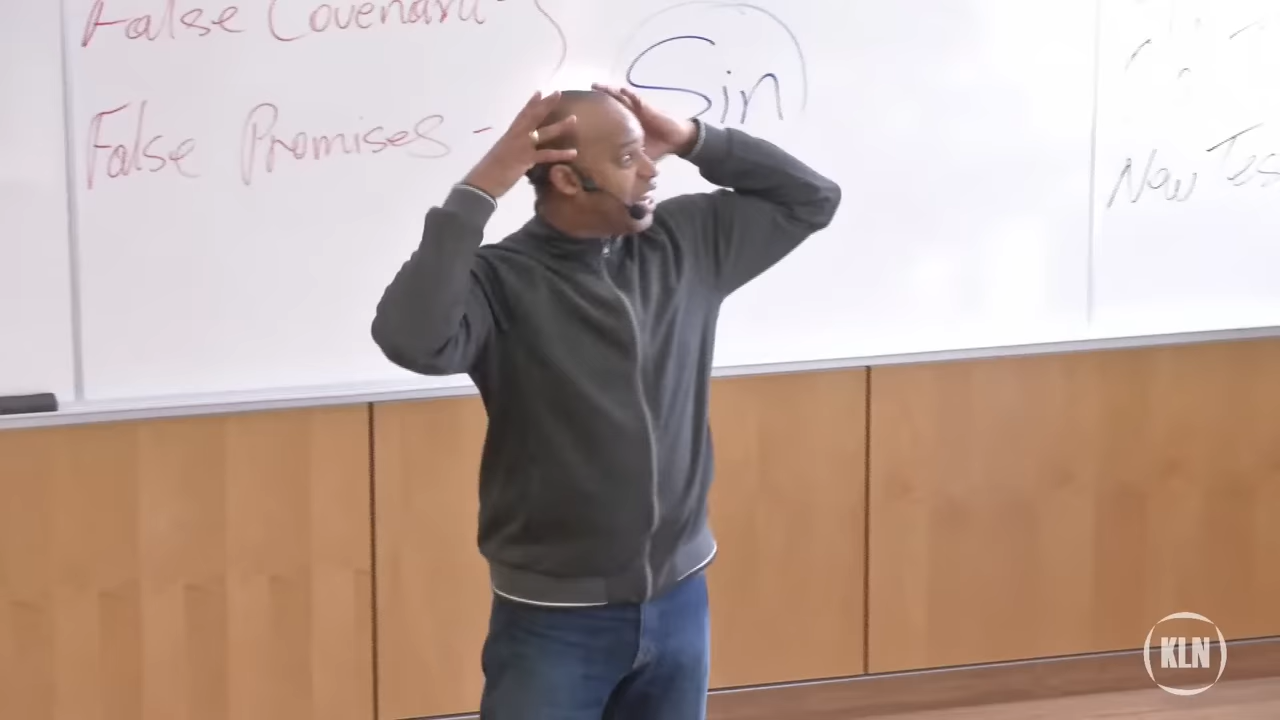 False Covenant -
False Promises -
Sin
New Tes
KLN